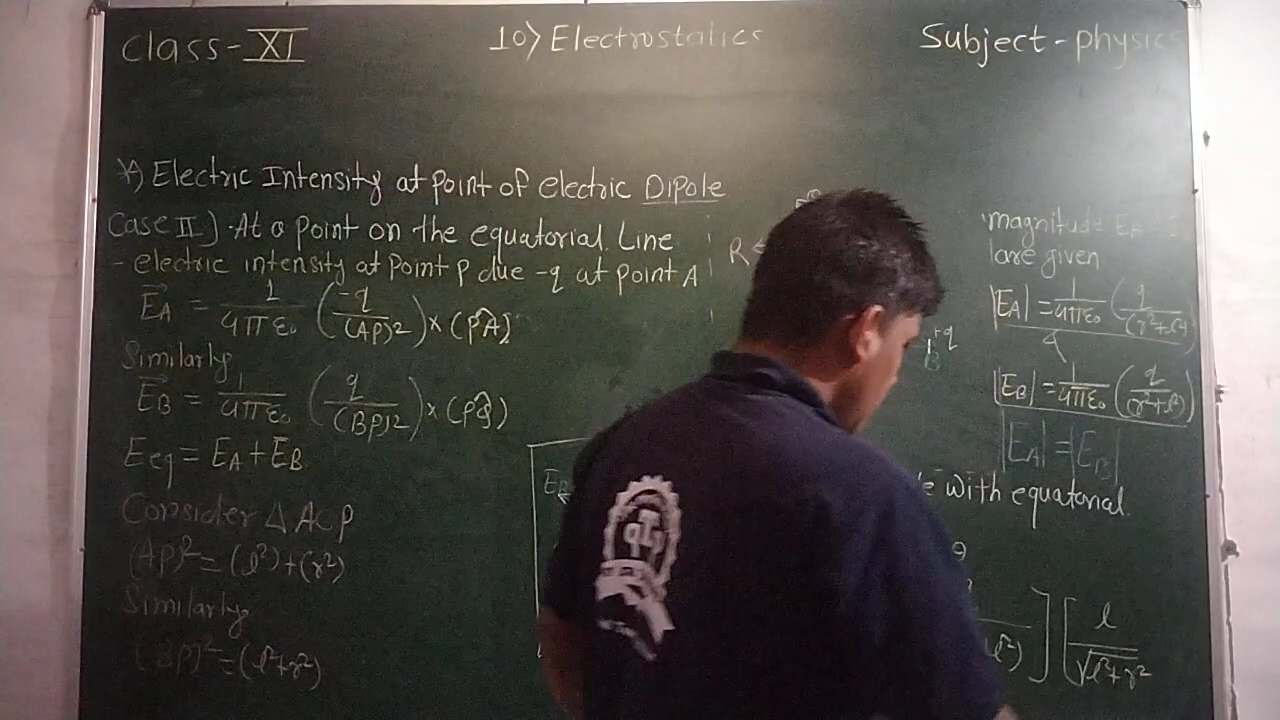 Class-XI
10) Electrostatics
Subject-physics
*) Electric Intensity at point of electric Dipole
Case II) At a point on the equatorial Line
- electric intensity at Point P due -q at point A
E⃗A = 1/4πε₀ (-q/(AP)²) × (PÂ)
Similarly
E⃗B = 1/4πε₀ (q/(BP)²) ×
Eeq = EA + EB
Consider △ ACP
(AP)² = (l²)+(r²)
Similarly
(BP)² = (l²+r²)
R
+q
B
magnitude EA
are given
|EA| = 1/4πε₀ (q/(r²+l²)
|EB| = 1/4πε₀ (q/(r²+l²))
|EA| = |EB|
with equatorial
l²) ] [ l/√l²+r²